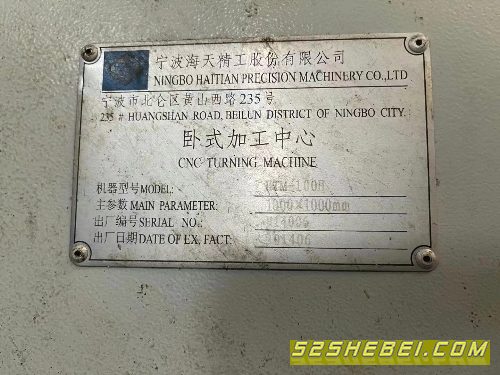 宁波海天精工股份有限公司
NINGBO HAITIAN PRECISION MACHINERY CO.,LTD
宁波市北仑区黄山西路235号
235 # HUANGSHAN ROAD, BEILUN DISTRICT OF NINGBO CITY.
卧式加工中心
CNC TURNING MACHINE
机器型号MODEL:
主参数MAIN PARAMETER: 1000×1000mm
出厂编号SERIAL NO.:
出厂日期DATE OF EX. FACT: 201406
52SHEBEI.COM